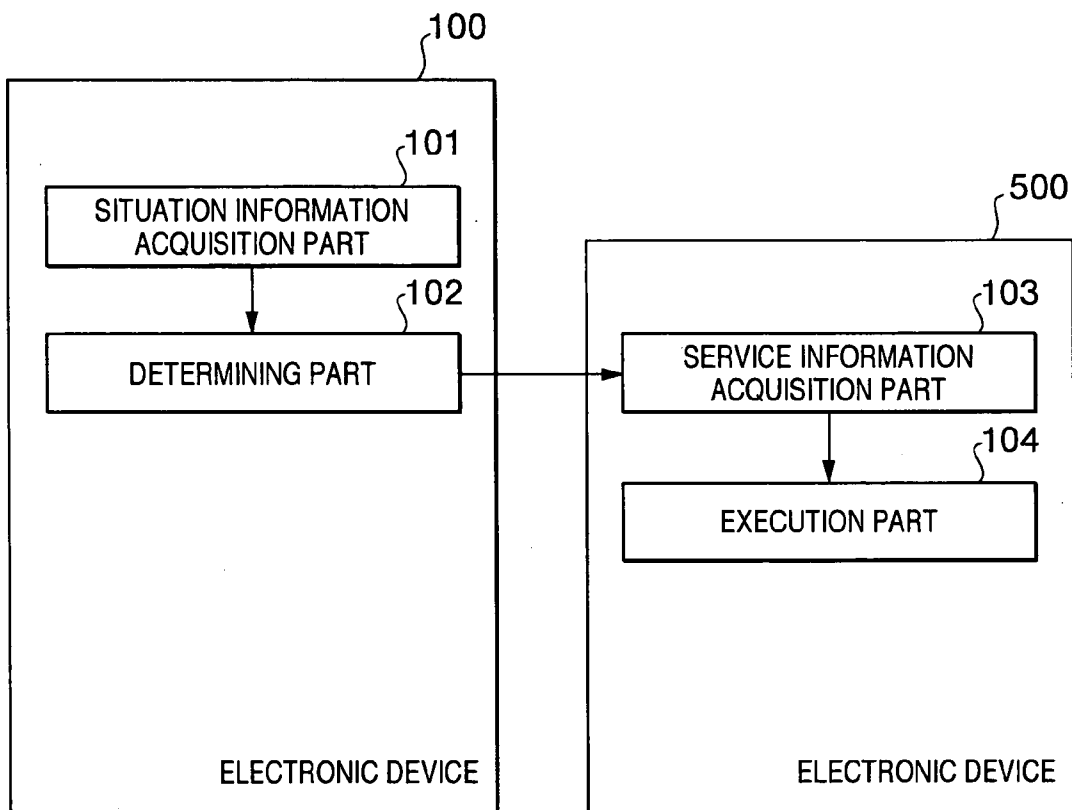 100
101
SITUATION INFORMATION
ACQUISITION PART
102
DETERMINING PART
ELECTRONIC DEVICE
500
103
SERVICE INFORMATION
ACQUISITION PART
104
EXECUTION PART
ELECTRONIC DEVICE